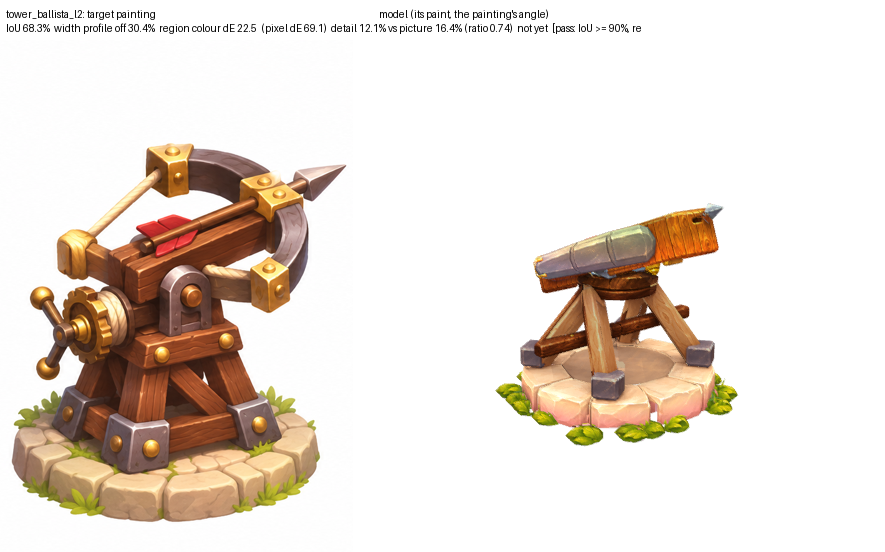 tower_ballista_l2: target painting
model (its paint, the painting's angle)
IoU 68.3% width profile off 30.4% region colour dE 22.5 (pixel dE 69.1) detail 12.1% vs picture 16.4% (ratio 0.74) not yet [pass: IoU >= 90%, re